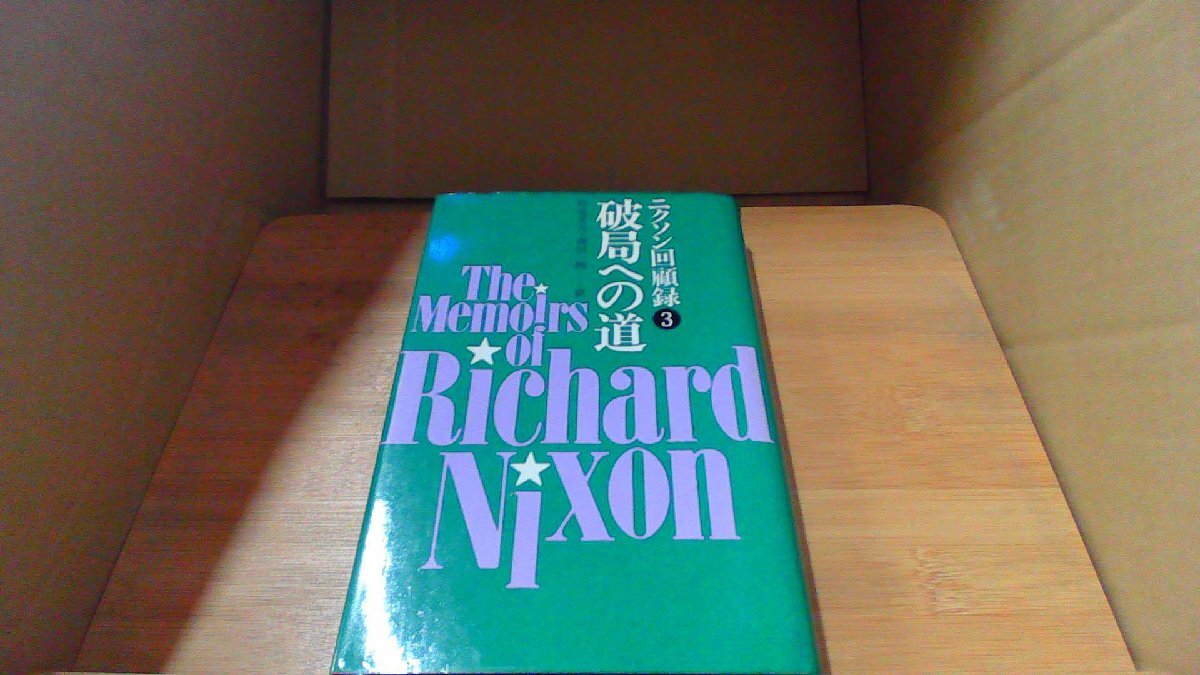 ニクソン回顧録 3
破局への道
The
Memoirs
of
Richard
Nixon